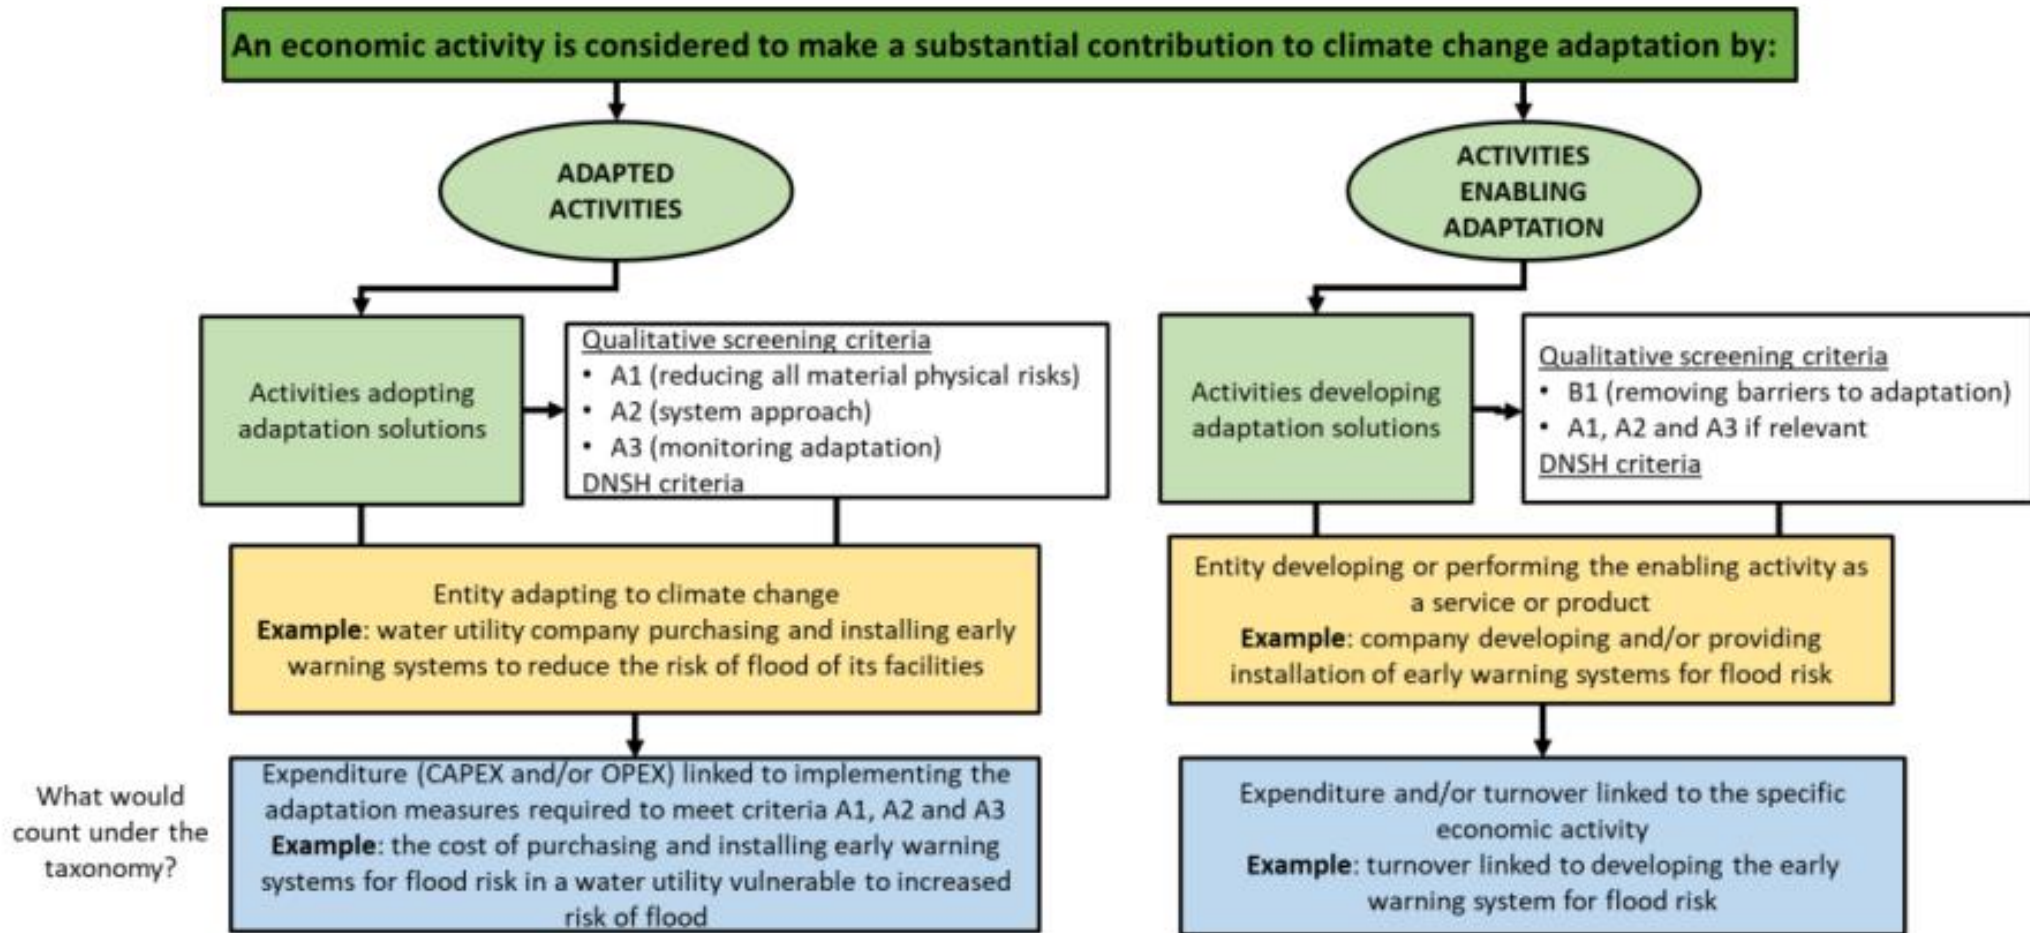 An economic activity is considered to make a substantial contribution to climate change adaptation by:
ADAPTED
ACTIVITIES
ACTIVITIES
ENABLING
ADAPTATION
Activities adopting
adaptation solutions
Qualitative screening criteria
• A1 (reducing all material physical risks)
• A2 (system approach)
• A3 (monitoring adaptation)
DNSH criteria
Activities developing
adaptation solutions
Qualitative screening criteria
• B1 (removing barriers to adaptation)
• A1, A2 and A3 if relevant
DNSH criteria
Entity adapting to climate change
Example: water utility company purchasing and installing early
warning systems to reduce the risk of flood of its facilities
Entity developing or performing the enabling activity as
a service or product
Example: company developing and/or providing
installation of early warning systems for flood risk
What would
count under the
taxonomy?
Expenditure (CAPEX and/or OPEX) linked to implementing the
adaptation measures required to meet criteria A1, A2 and A3
Example: the cost of purchasing and installing early warning
systems for flood risk in a water utility vulnerable to increased
risk of flood
Expenditure and/or turnover linked to the specific
economic activity
Example: turnover linked to developing the early
warning system for flood risk